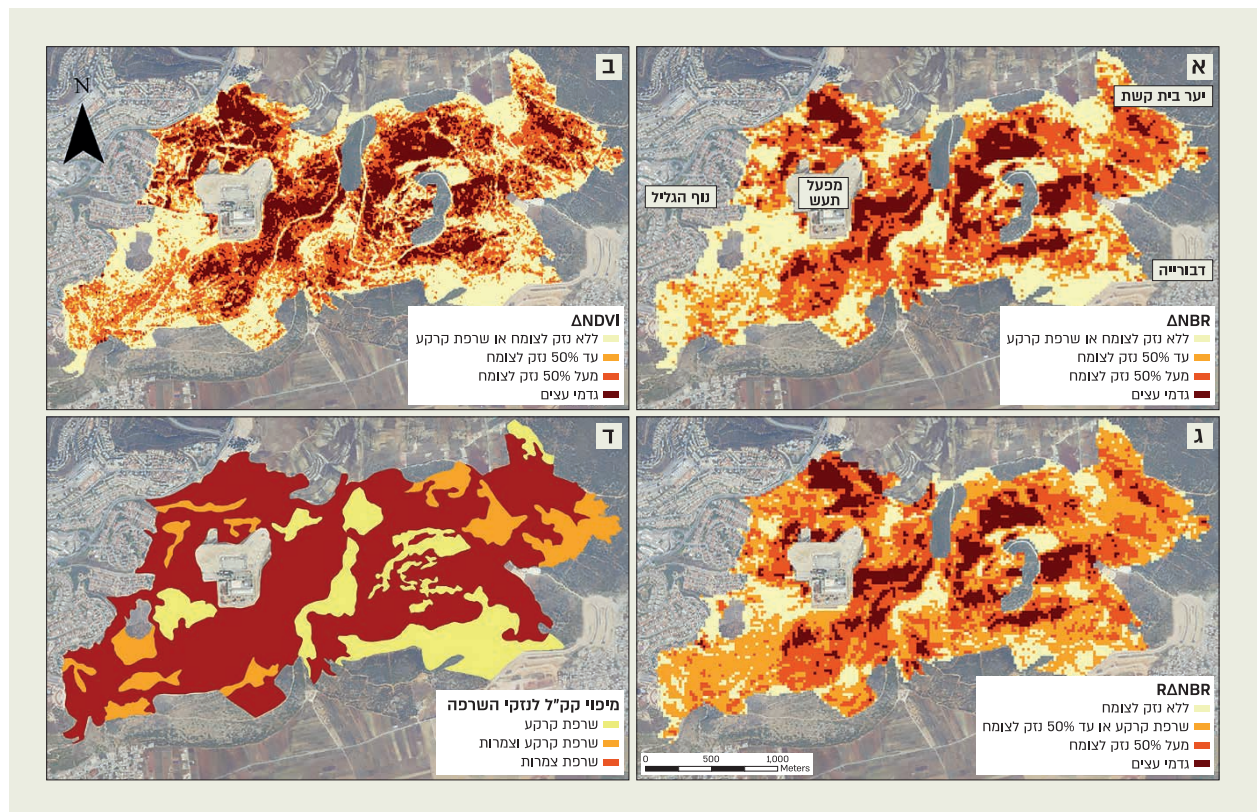 א
יער בית קשת
מפעל
תעש
נוף הגליל
דבורייה
ΔNBR
ללא נזק לצומח או שרפת קרקע
עד 50% נזק לצומח
מעל 50% נזק לצומח
גדמי עצים
ב
N
ΔNDVI
ללא נזק לצומח או שרפת קרקע
עד 50% נזק לצומח
מעל 50% נזק לצומח
גדמי עצים
ג
RΔNBR
ללא נזק לצומח
שרפת קרקע או עד 50% נזק לצומח
מעל 50% נזק לצומח
גדמי עצים
0 500 1,000
Meters
ד
מיפוי קק"ל לנזקי השרפה
שרפת קרקע
שרפת קרקע וצמרות
שרפת צמרות